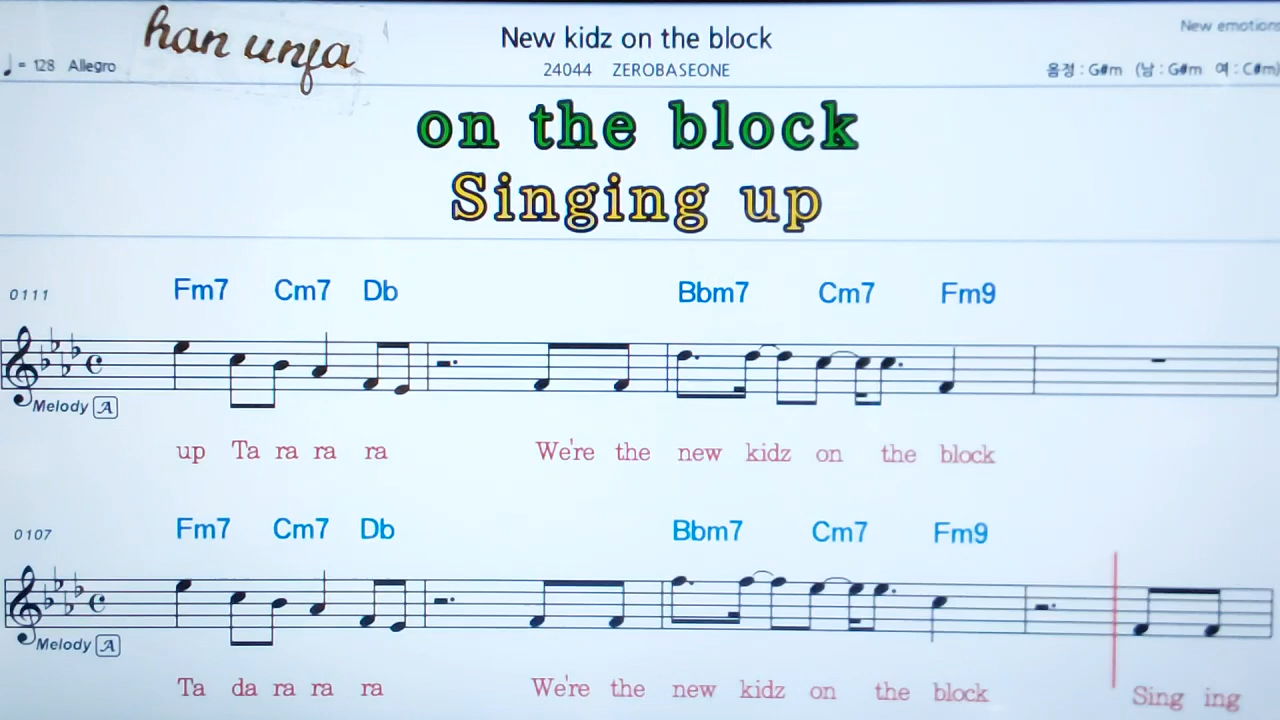 han unfa
New kidz on the block
New emotions
♩= 128 Allegro
24044 ZEROBASEONE
음정 : G#m (남 : G#m 여 : C#m)
on the block
Singing up
0111
Fm7 Cm7 Db Bbm7 Cm7 Fm9
Melody A
up Ta ra ra ra We're the new kidz on the block
0107
Fm7 Cm7 Db Bbm7 Cm7 Fm9
Melody A
Ta da ra ra ra We're the new kidz on the block Sing ing